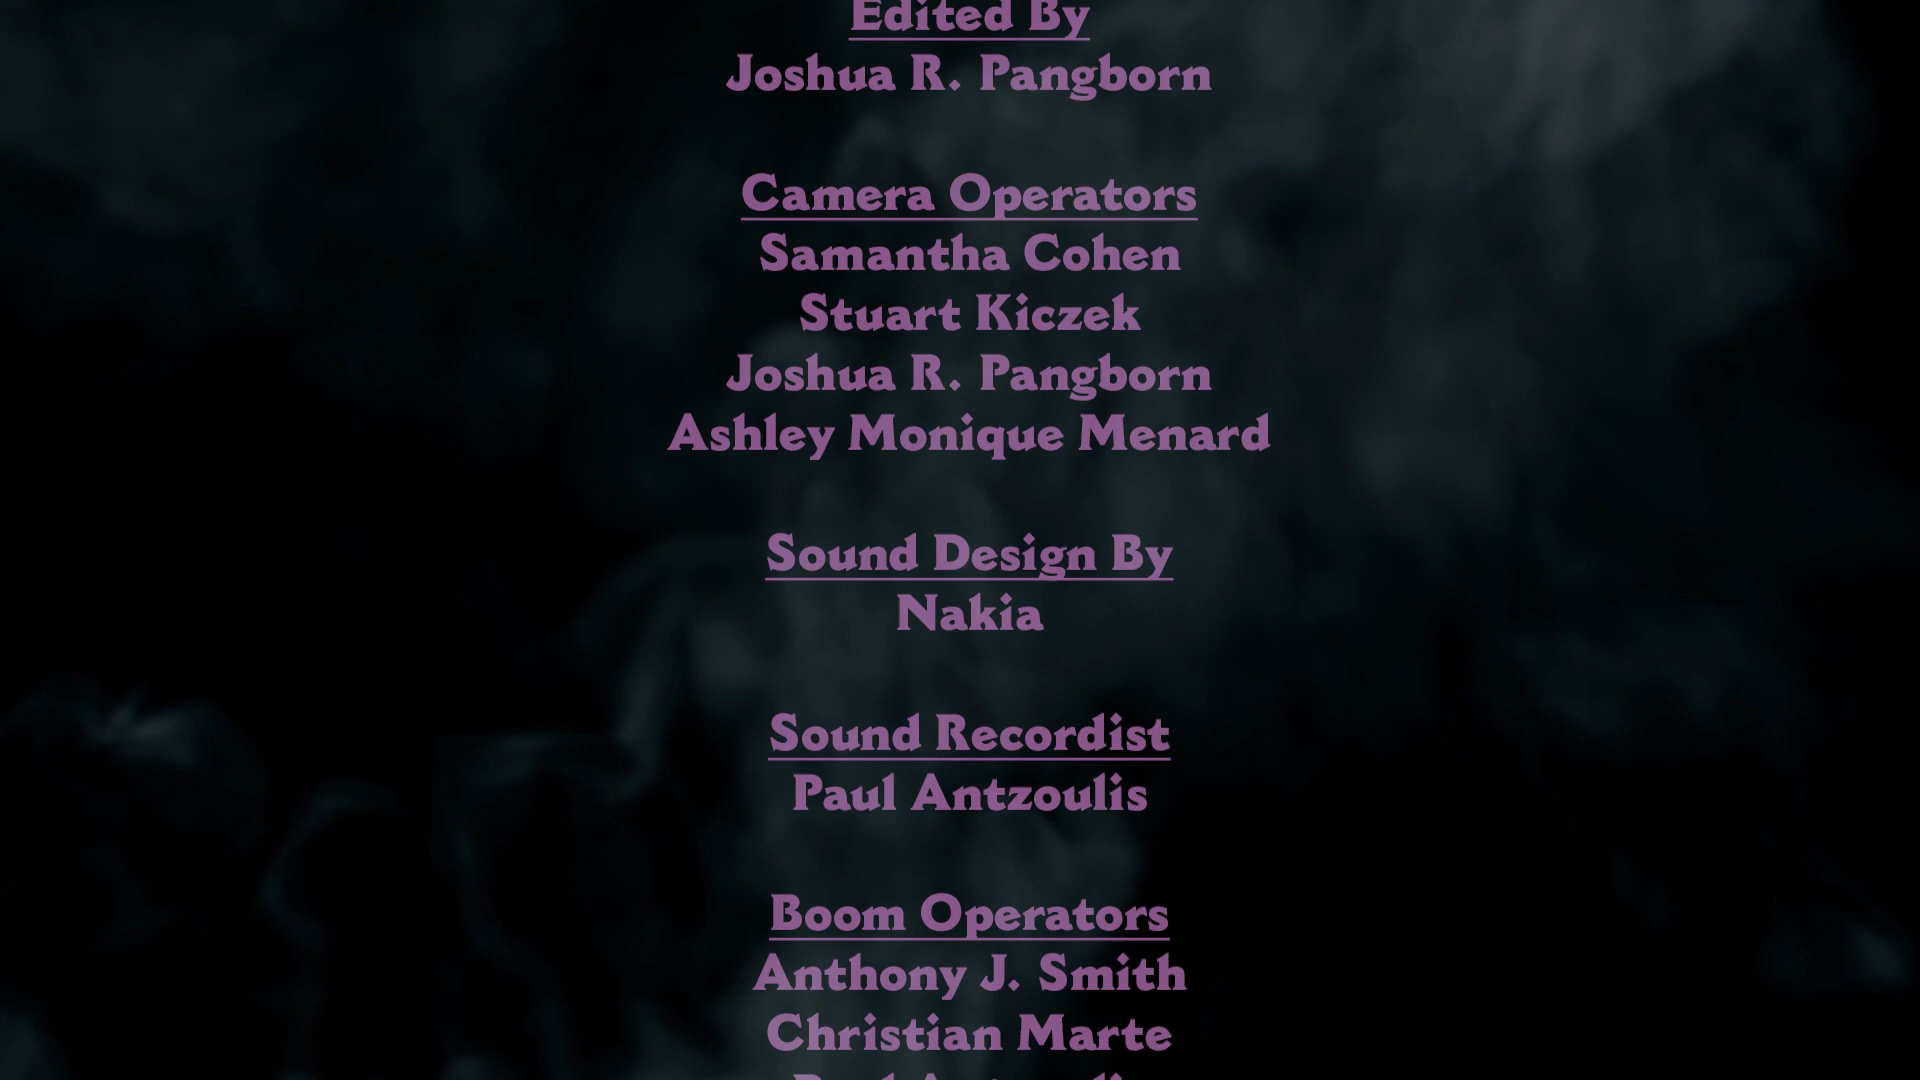 Edited By
Joshua R. Pangborn
Camera Operators
Samantha Cohen
Stuart Kiczek
Joshua R. Pangborn
Ashley Monique Menard
Sound Design By
Nakia
Sound Recordist
Paul Antzoulis
Boom Operators
Anthony J. Smith
Christian Marte